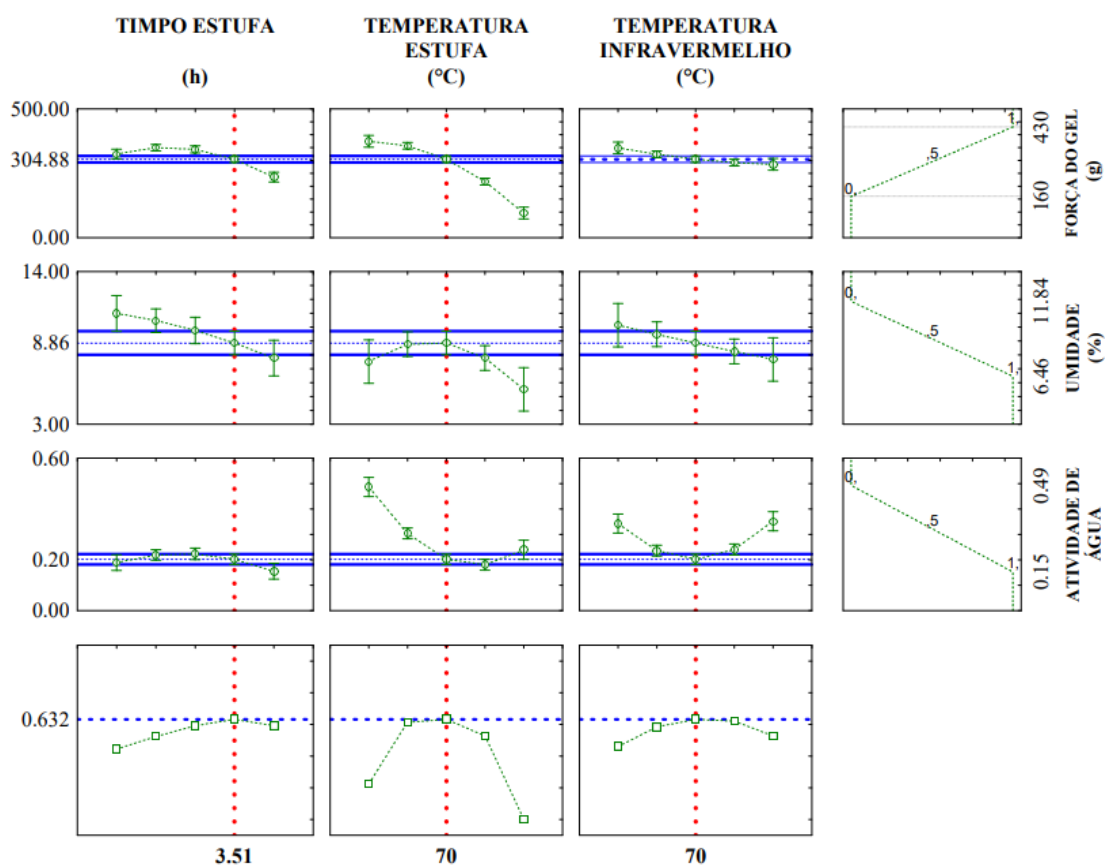 TIMPO ESTUFA
(h)
TEMPERATURA
ESTUFA
(°C)
TEMPERATURA
INFRAVERMELHO
(°C)
500.00
304.88
0.00
1,
,5
0,
430
160
FORÇA DO GEL
(g)
14.00
8.86
3.00
0,
,5
1,
11.84
6.46
UMIDADE
(%)
0.60
0.20
0.00
0,
,5
1,
0.49
0.15
ATIVIDADE DE
ÁGUA
0.632
3.51
70
70